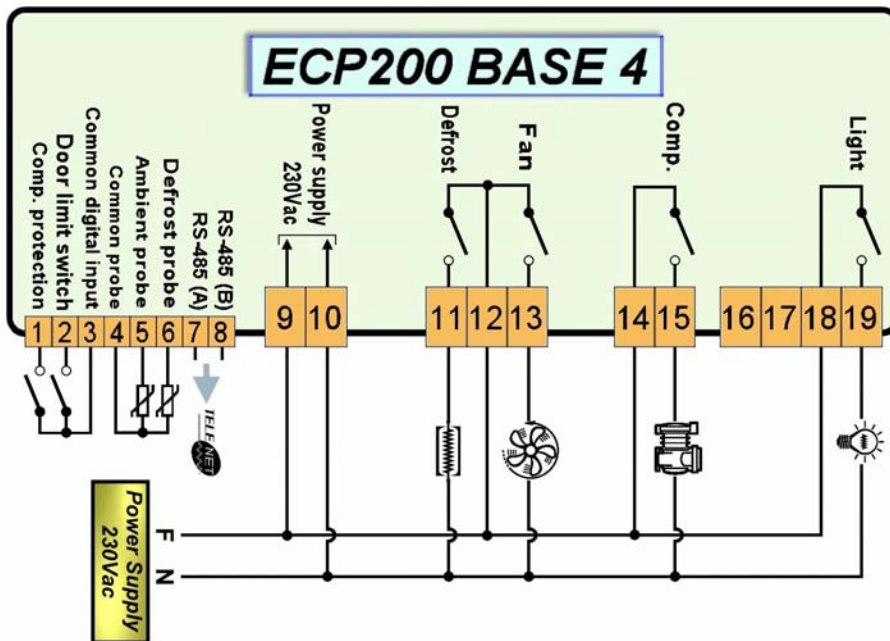 ECP200 BASE 4
Comp. protection
Door limit switch
Common digital input
Common probe
Ambient probe
Defrost probe
RS-485 (A)
RS-485 (B)
Power supply
230Vac
Defrost
Fan
Comp.
Light
1 2 3 4 5 6 7 8
9 10
11 12 13
14 15
16 17 18 19
TELE
NET
Power Supply
230Vac
F
N